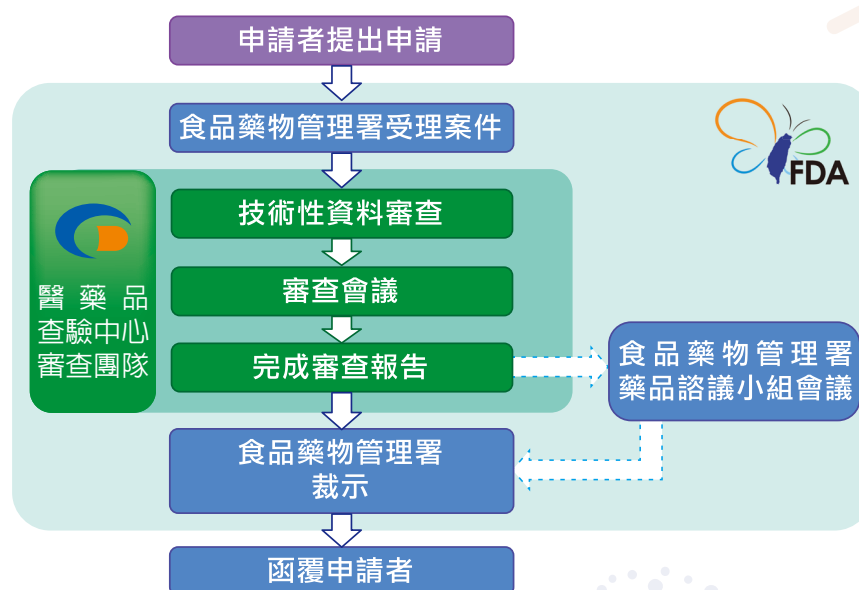 申請者提出申請
食品藥物管理署受理案件
FDA
技術性資料審查
醫藥品
查驗中心
審查團隊
審查會議
完成審查報告
食品藥物管理署
藥品諮議小組會議
食品藥物管理署
裁示
函覆申請者